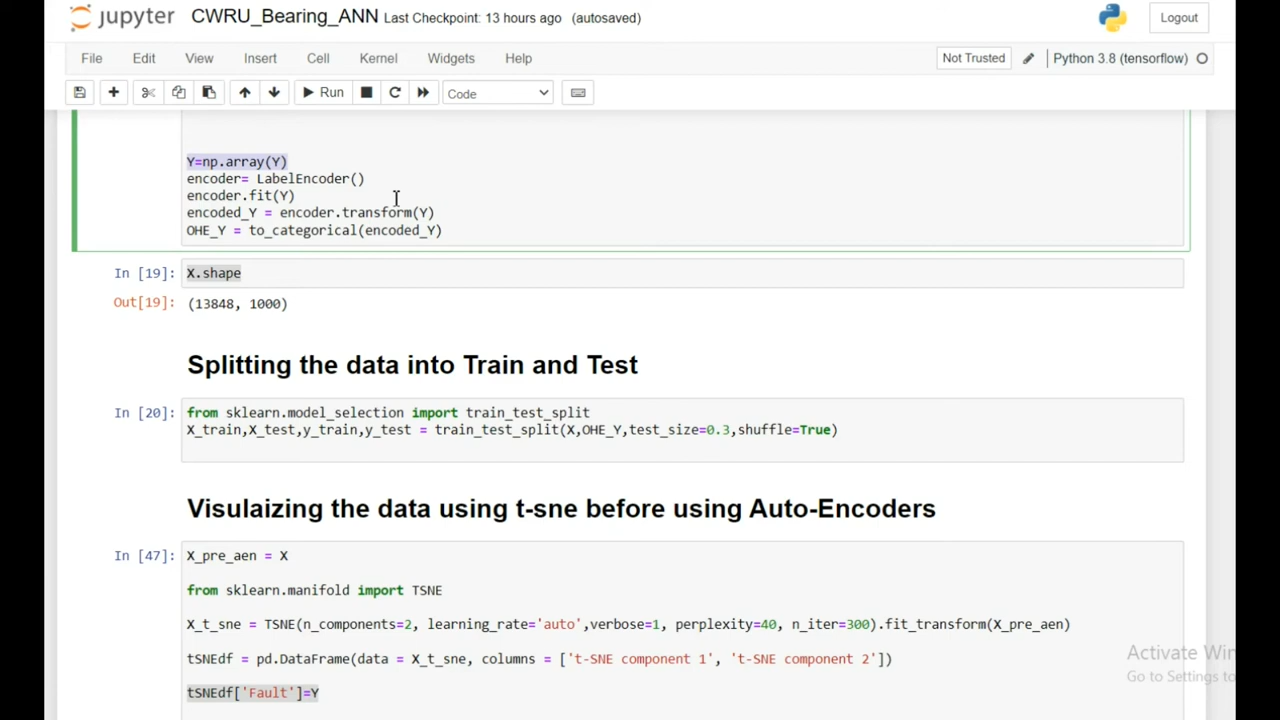 jupyter CWRU_Bearing_ANN Last Checkpoint: 13 hours ago (autosaved) Logout
File Edit View Insert Cell Kernel Widgets Help Not Trusted Python 3.8 (tensorflow)
Run Code
Y=np.array(Y)
encoder= LabelEncoder()
encoder.fit(Y)
encoded_Y = encoder.transform(Y)
OHE_Y = to_categorical(encoded_Y)
In [19]: X.shape
Out[19]: (13848, 1000)
Splitting the data into Train and Test
In [20]: from sklearn.model_selection import train_test_split
X_train,X_test,y_train,y_test = train_test_split(X,OHE_Y,test_size=0.3,shuffle=True)
Visulaizing the data using t-sne before using Auto-Encoders
In [47]: X_pre_aen = X
from sklearn.manifold import TSNE
X_t_sne = TSNE(n_components=2, learning_rate='auto',verbose=1, perplexity=40, n_iter=300).fit_transform(X_pre_aen)
tSNEdf = pd.DataFrame(data = X_t_sne, columns = ['t-SNE component 1', 't-SNE component 2'])
tSNEdf['Fault']=Y
Activate Win
Go to Settings to